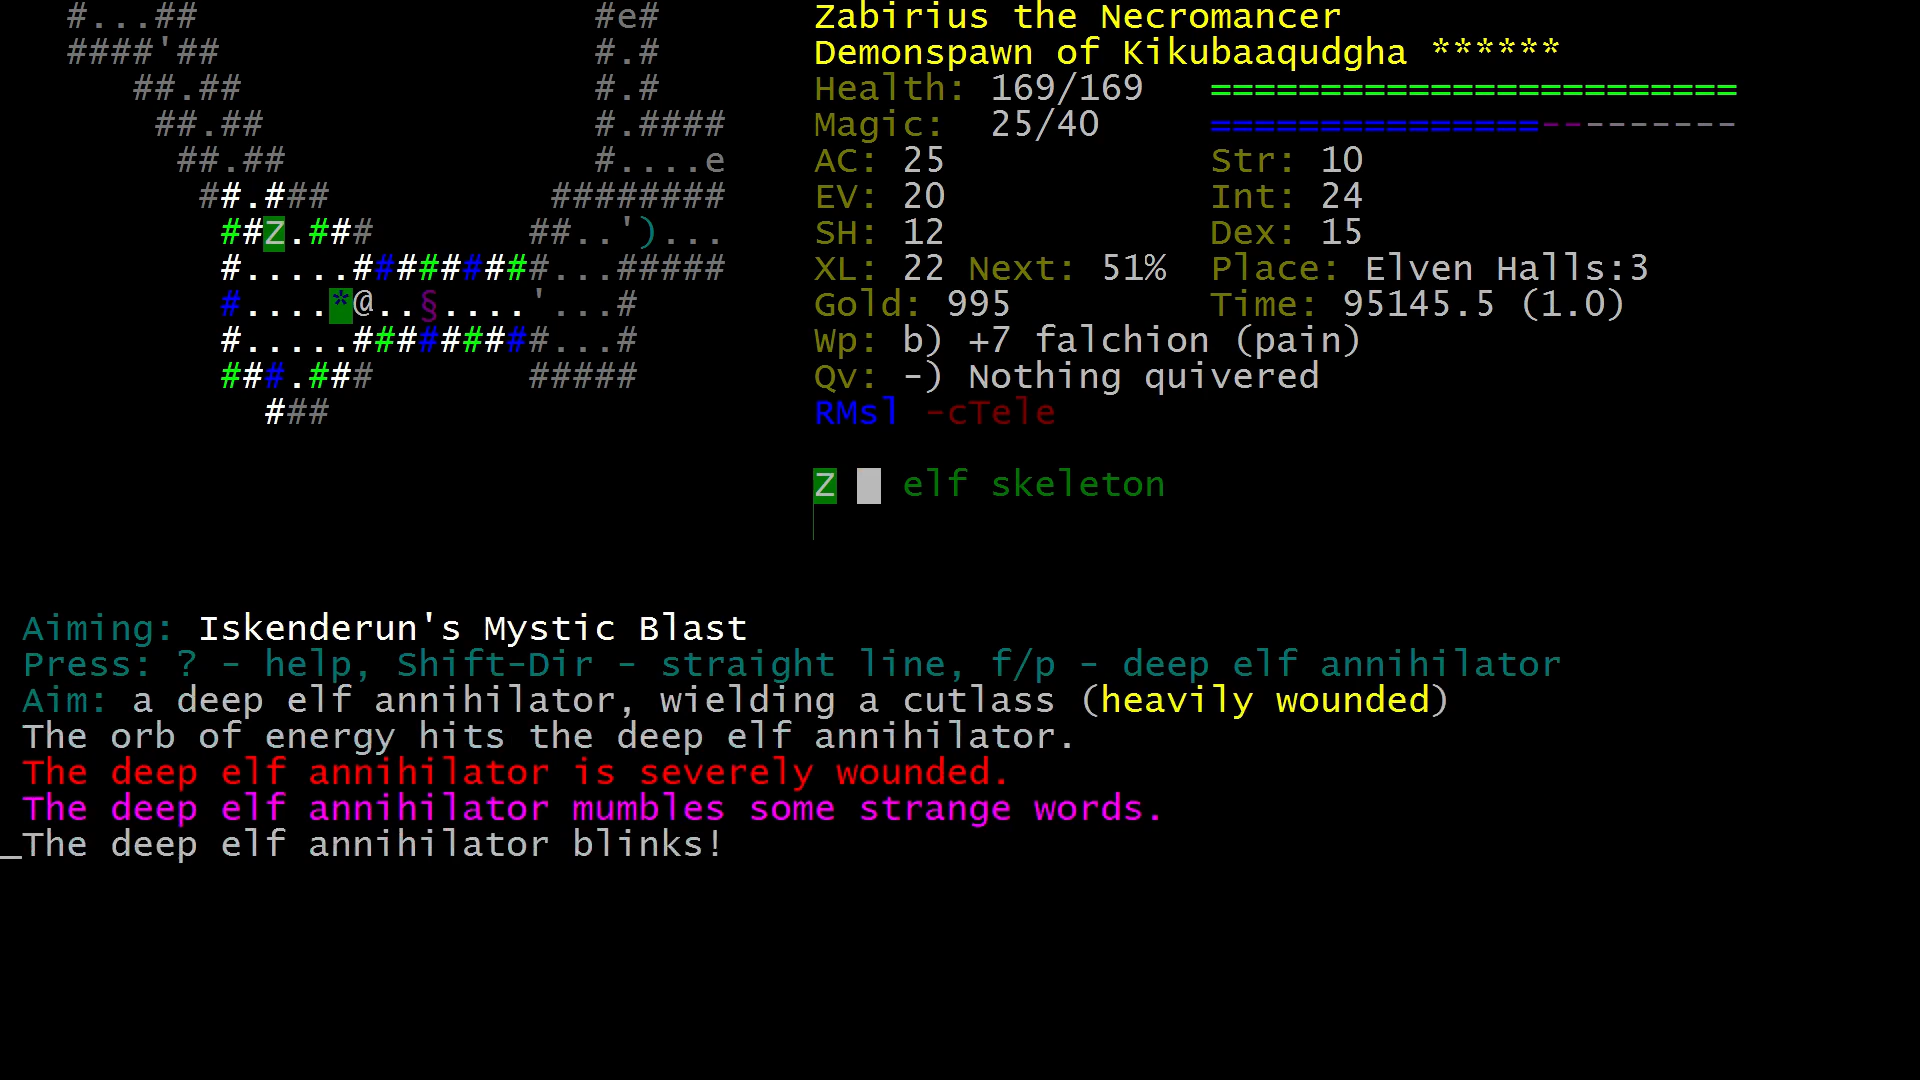 #...##                  #e#       Zabirius the Necromancer
####'##                 #.#       Demonspawn of Kikubaaqudgha ******
##.##                #.#       Health: 169/169   ========================
##.##               #.####    Magic:  25/40     ===============---------
##.##              #....e    AC: 25            Str: 10
##.###          ########    EV: 20            Int: 24
##Z.####       ##..')...    SH: 12            Dex: 15
#.....#########...#####    XL: 22 Next: 51%  Place: Elven Halls:3
#....*@..§....'...#        Gold: 995         Time: 95145.5 (1.0)
#.....#########...#        Wp: b) +7 falchion (pain)
###.###       #####        Qv: -) Nothing quivered
###                      RMsl -cTele
Z elf skeleton
Aiming: Iskenderun's Mystic Blast
Press: ? - help, Shift-Dir - straight line, f/p - deep elf annihilator
Aim: a deep elf annihilator, wielding a cutlass (heavily wounded)
The orb of energy hits the deep elf annihilator.
The deep elf annihilator is severely wounded.
The deep elf annihilator mumbles some strange words.
_The deep elf annihilator blinks!